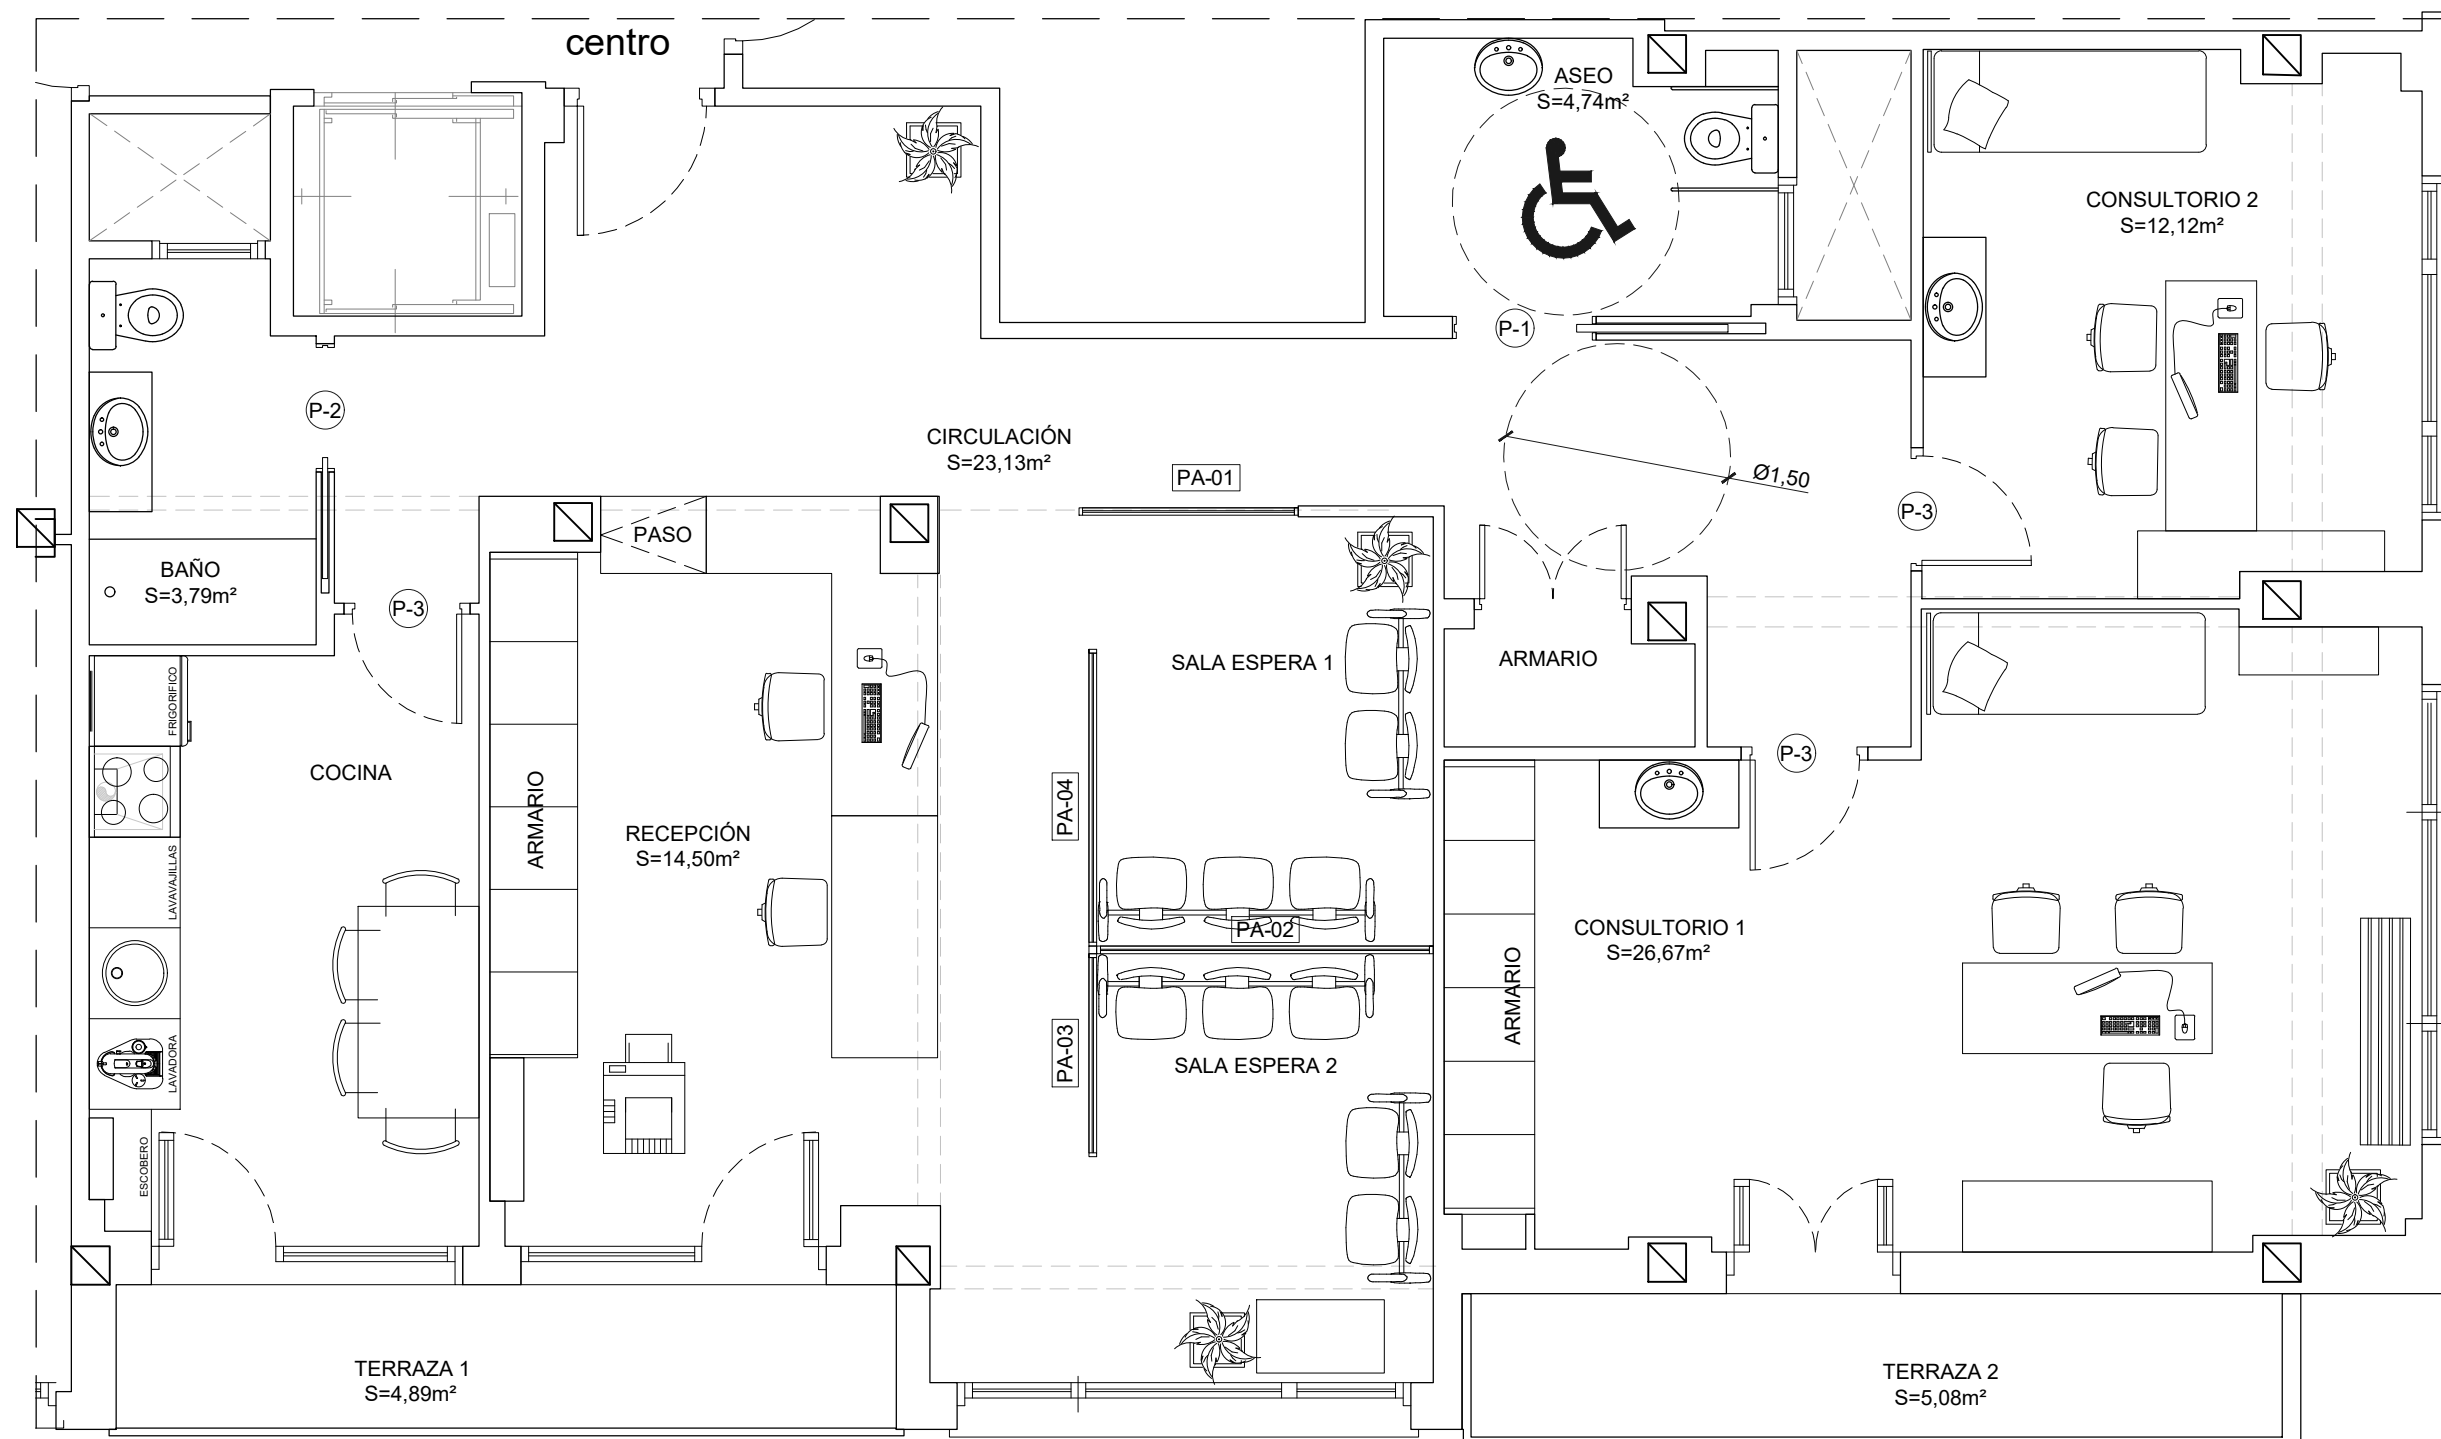 centro
ASEO
S=4,74m²
CONSULTORIO 2
S=12,12m²
P-1
P-2
CIRCULACIÓN
S=23,13m²
PA-01
Ø1,50
P-3
PASO
BAÑO
S=3,79m²
P-3
SALA ESPERA 1
ARMARIO
FRIGORIFICO
P-3
COCINA
ARMARIO
PA-04
RECEPCIÓN
S=14,50m²
LAVAVAJILLAS
PA-02
CONSULTORIO 1
S=26,67m²
ARMARIO
PA-03
LAVADORA
SALA ESPERA 2
ESCOBERO
TERRAZA 1
S=4,89m²
TERRAZA 2
S=5,08m²